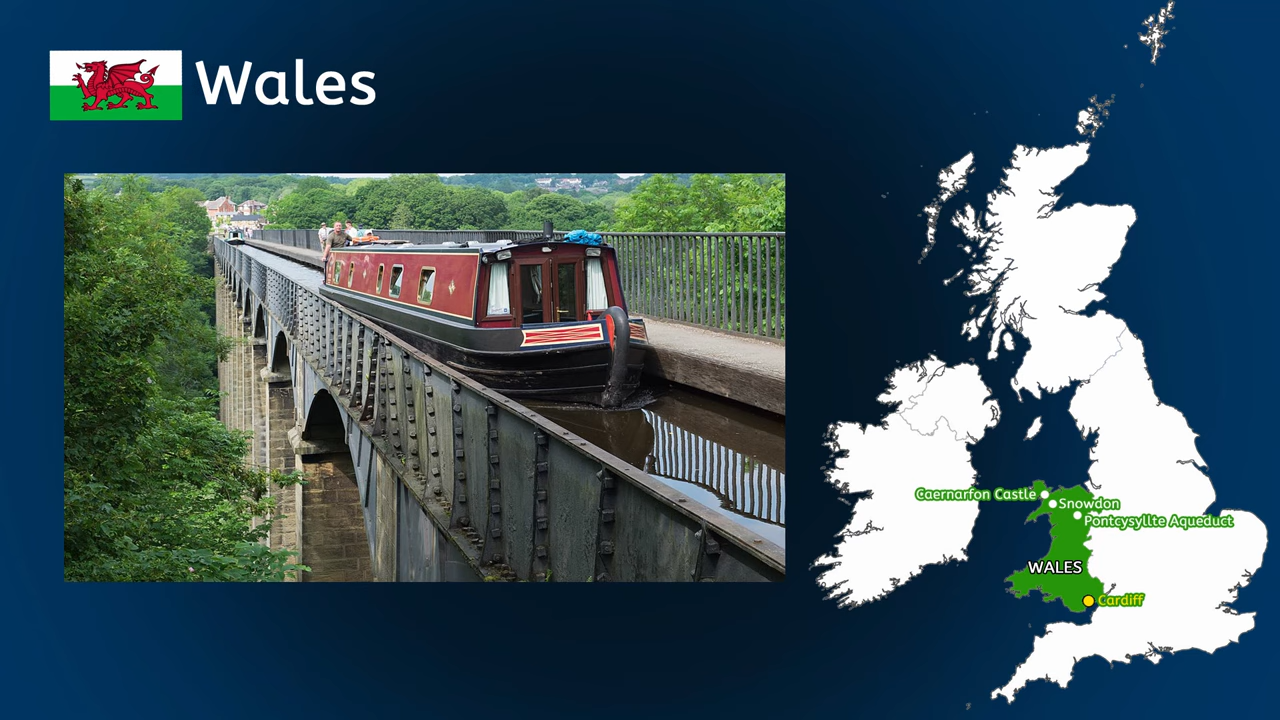 Wales
Caernarfon Castle
Snowdon
Pontcysyllte Aqueduct
WALES
Cardiff